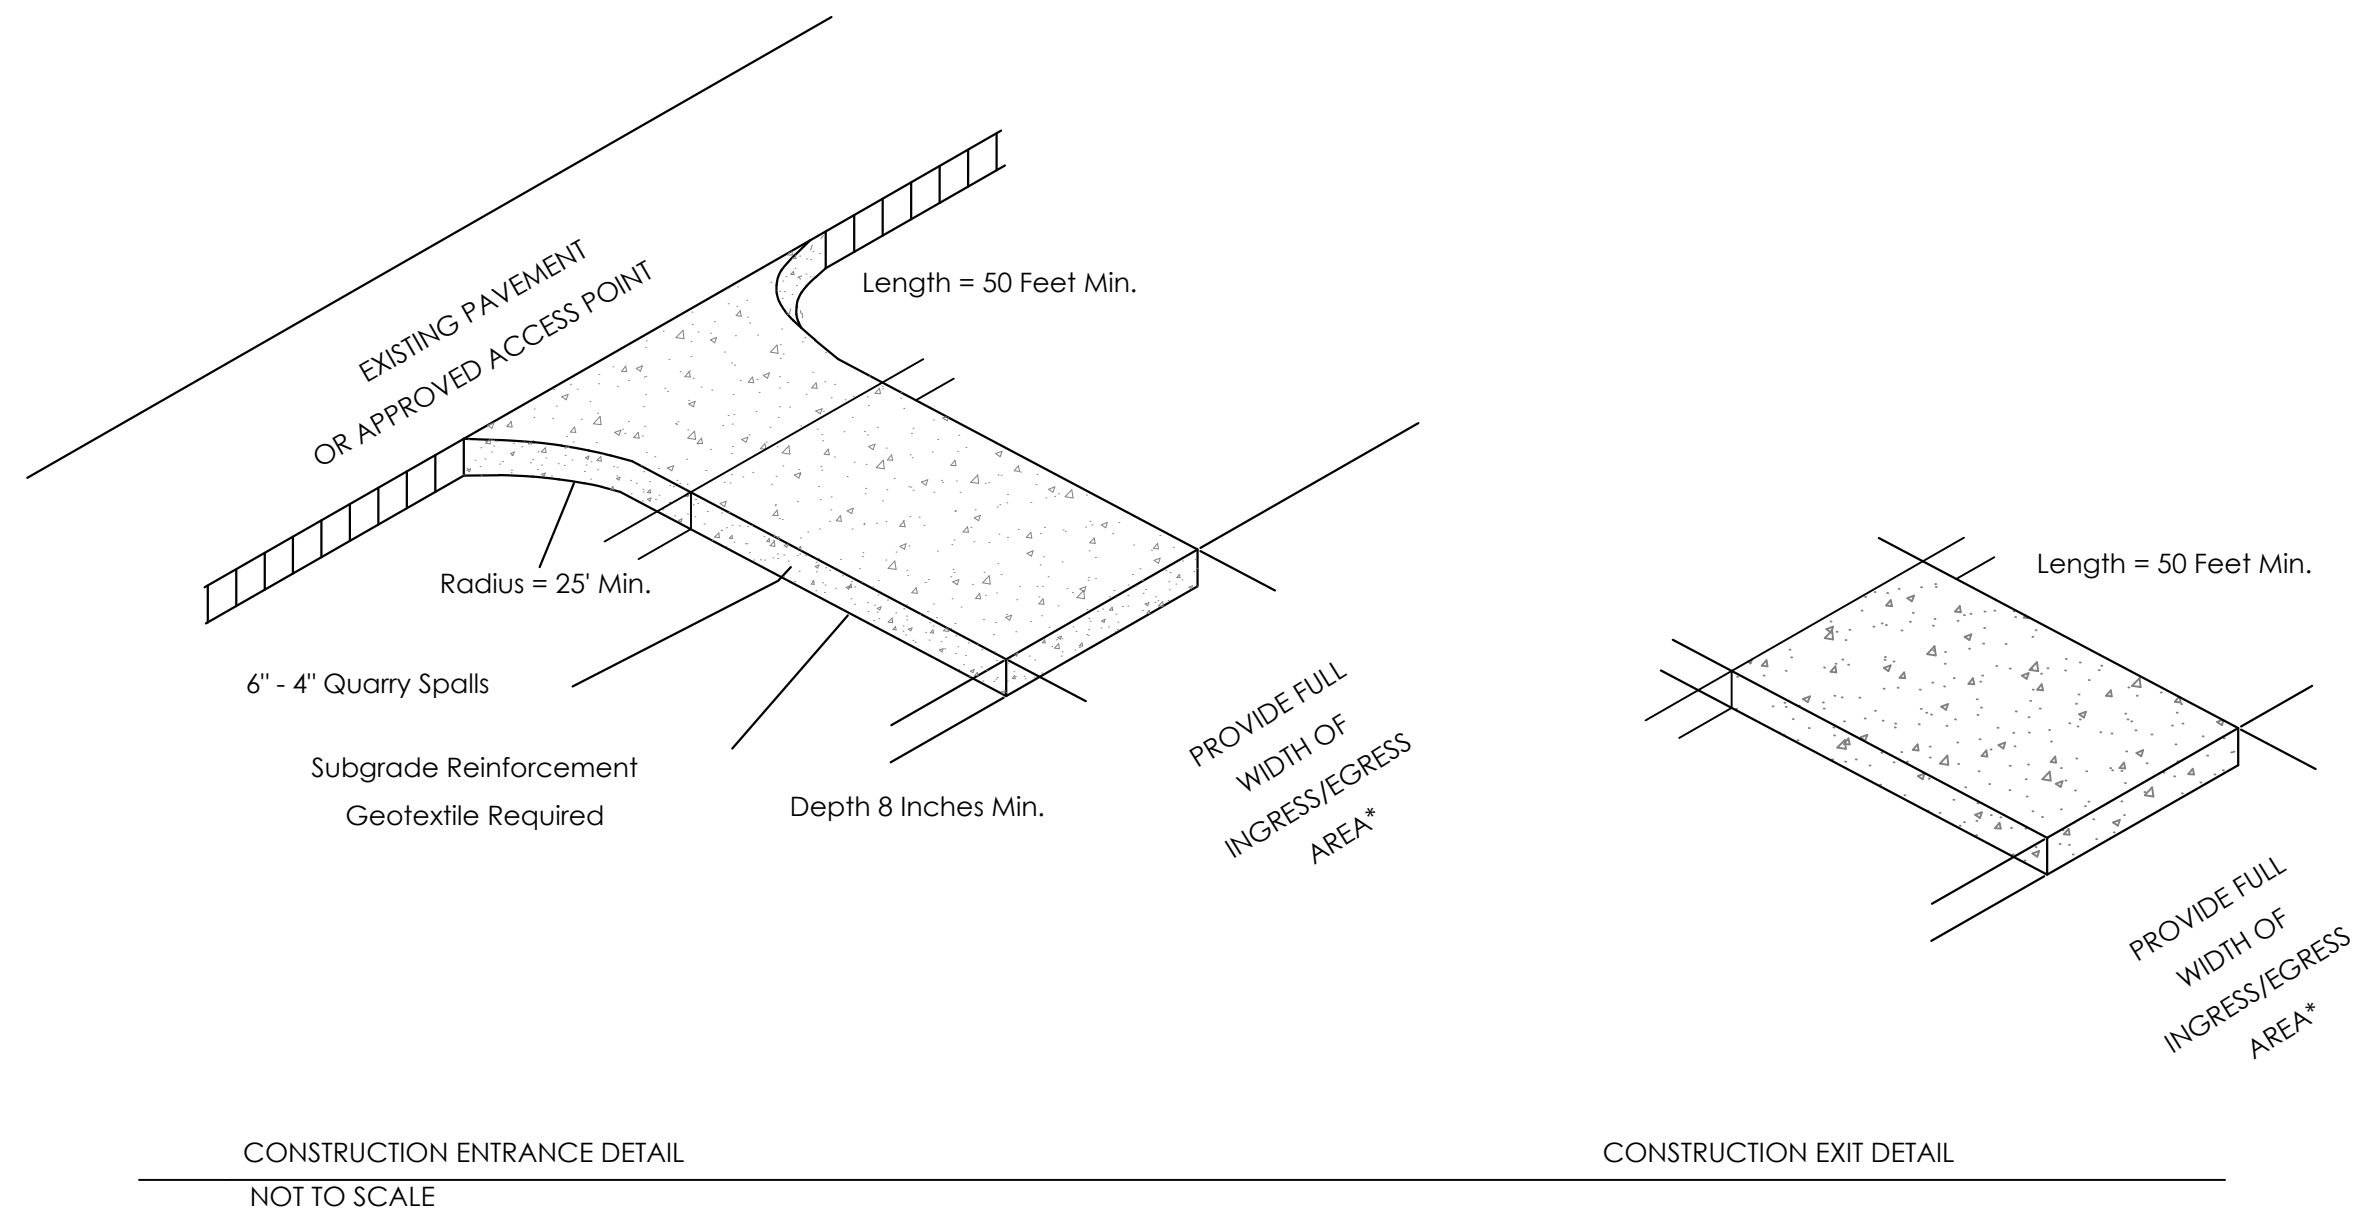 EXISTING PAVEMENT
OR APPROVED ACCESS POINT
Length = 50 Feet Min.
Radius = 25' Min.
6" - 4" Quarry Spalls
Subgrade Reinforcement
Geotextile Required
Depth 8 Inches Min.
PROVIDE FULL
WIDTH OF
INGRESS/EGRESS
AREA*
Length = 50 Feet Min.
PROVIDE FULL
WIDTH OF
INGRESS/EGRESS
AREA*
CONSTRUCTION ENTRANCE DETAIL
NOT TO SCALE
CONSTRUCTION EXIT DETAIL